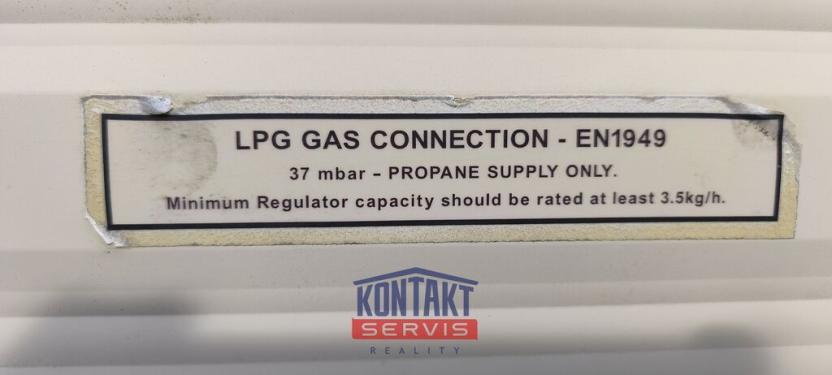 LPG GAS CONNECTION - EN1949
37 mbar – PROPANE SUPPLY ONLY.
Minimum Regulator capacity should be rated at least 3.5kg/h.
KONTAKT
SERVIS
REALITY